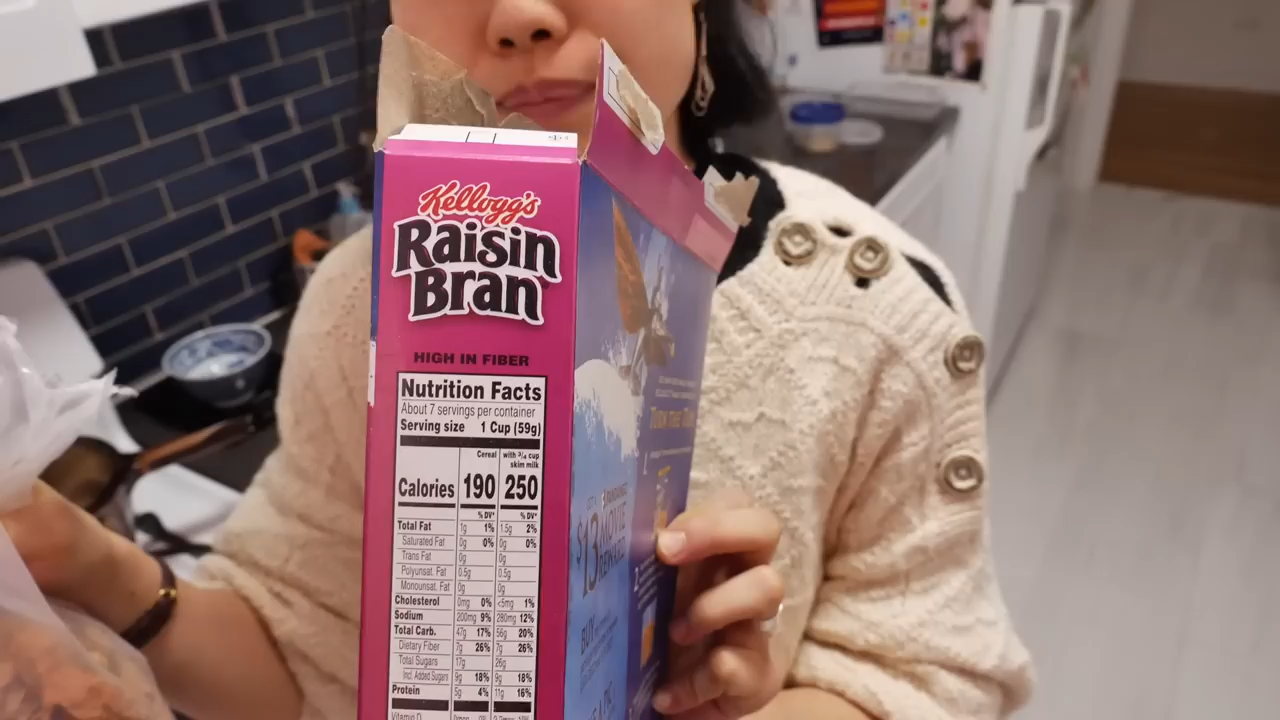 Kellogg's
Raisin
Bran
HIGH IN FIBER
Nutrition Facts
About 7 servings per container
Serving size 1 Cup (59g)
Cereal with 3/4 cup skim milk
Calories 190 250
% DV* % DV*
Total Fat 1g 1% 1.5g 2%
Saturated Fat 0g 0% 0g 0%
Trans Fat 0g 0g
Polyunsat. Fat 0.5g 0.5g
Monounsat. Fat 0g 0g
Cholesterol 0mg 0% <5mg 1%
Sodium 200mg 9% 280mg 12%
Total Carb. 47g 17% 56g 20%
Dietary Fiber 7g 26% 7g 26%
Total Sugars 17g 26g
Incl. Added Sugars 9g 18% 9g 18%
Protein 5g 4% 11g 16%
Vitamin D
$13 MOVIE
REWARD
BUY